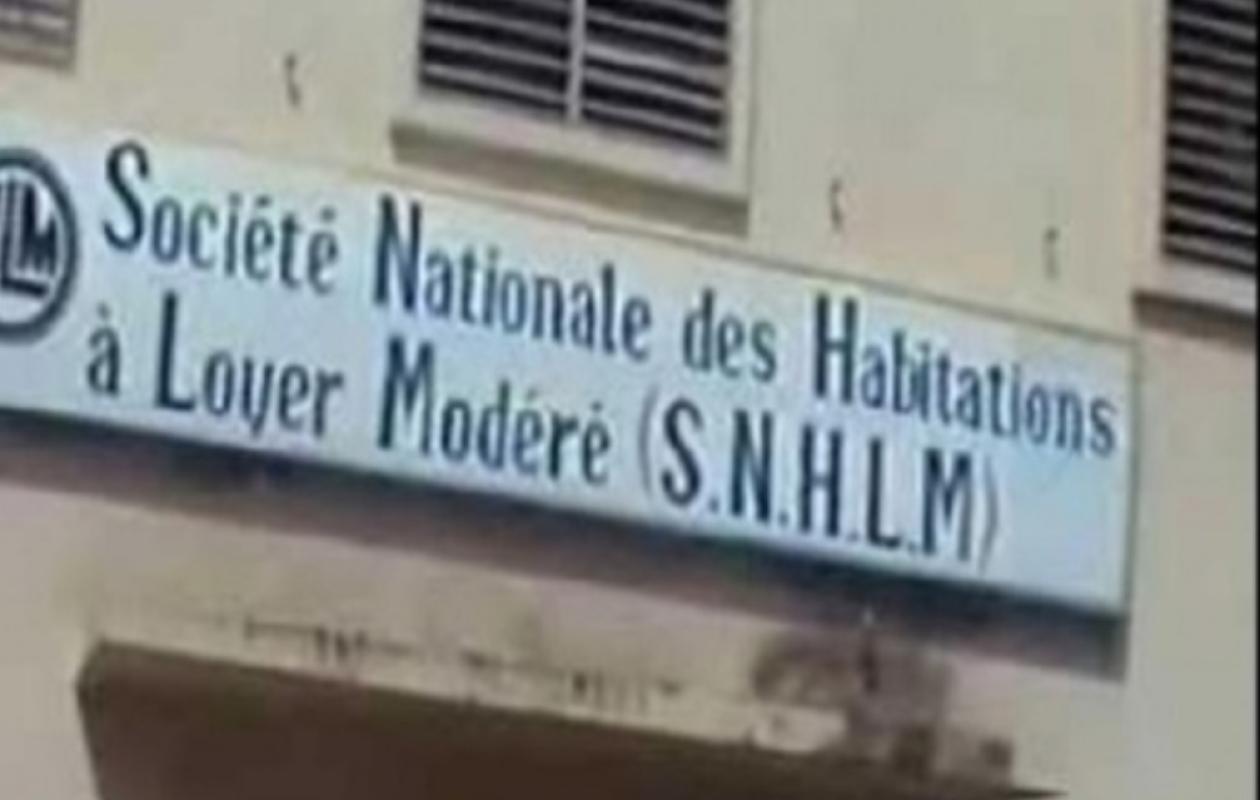 Société Nationale des Habitations
à Loyer Modéré (S.N.H.L.M)